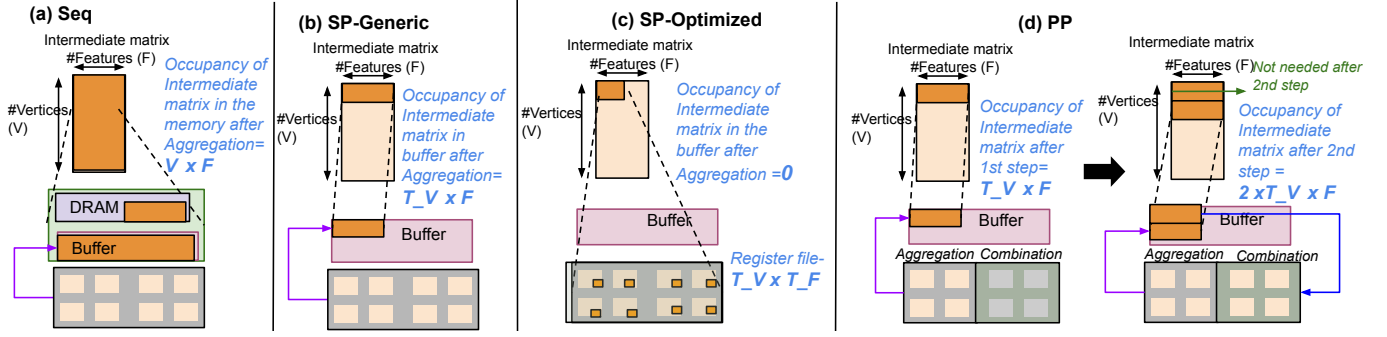 (a) Seq
Intermediate matrix
#Features (F)
#Vertices
(V)
Occupancy of
Intermediate
matrix in the
memory after
Aggregation=
V x F
DRAM
Buffer
(b) SP-Generic
Intermediate matrix
#Features (F)
#Vertices
(V)
Occupancy of
Intermediate
matrix in
buffer after
Aggregation=
T_V x F
Buffer
(c) SP-Optimized
Intermediate matrix
#Features (F)
#Vertices
(V)
Occupancy of
Intermediate
matrix in the
buffer after
Aggregation =0
Buffer
Register file-
T_V x T_F
(d) PP
Intermediate matrix
#Features (F)
#Vertices
(V)
Occupancy of
Intermediate
matrix after
1st step=
T_V x F
Buffer
Aggregation Combination
Intermediate matrix
#Features (F)
#Vertices
(V)
Not needed after
2nd step
Occupancy of
Intermediate
matrix after 2nd
step =
2 xT_V x F
Buffer
Aggregation Combination